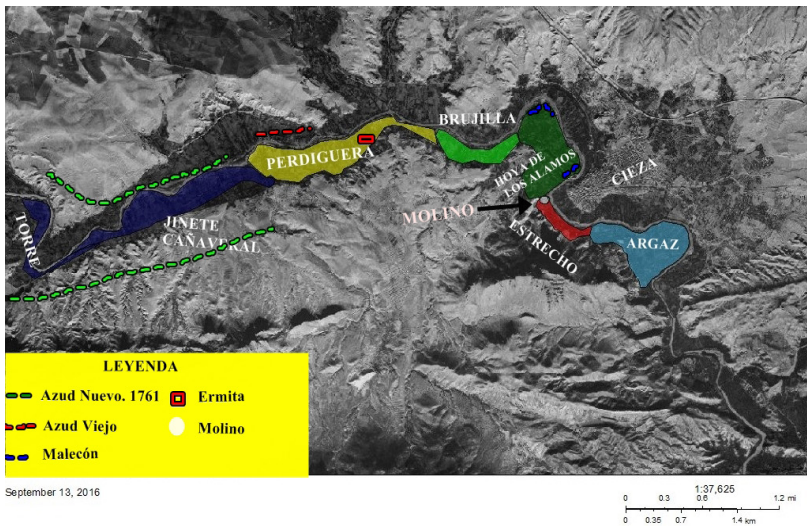 BRUJILLA
PERDIGUERA
HOYA DE
LOS ALAMOS
CIEZA
MOLINO
TORRE
JINETE
CAÑAVERAL
ESTRECHO
ARGAZ
LEYENDA
Azud Nuevo. 1761
Ermita
Azud Viejo
Molino
Malecón
September 13, 2016
1:37,625
0 0.3 0.6 1.2 mi
0 0.35 0.7 1.4 km